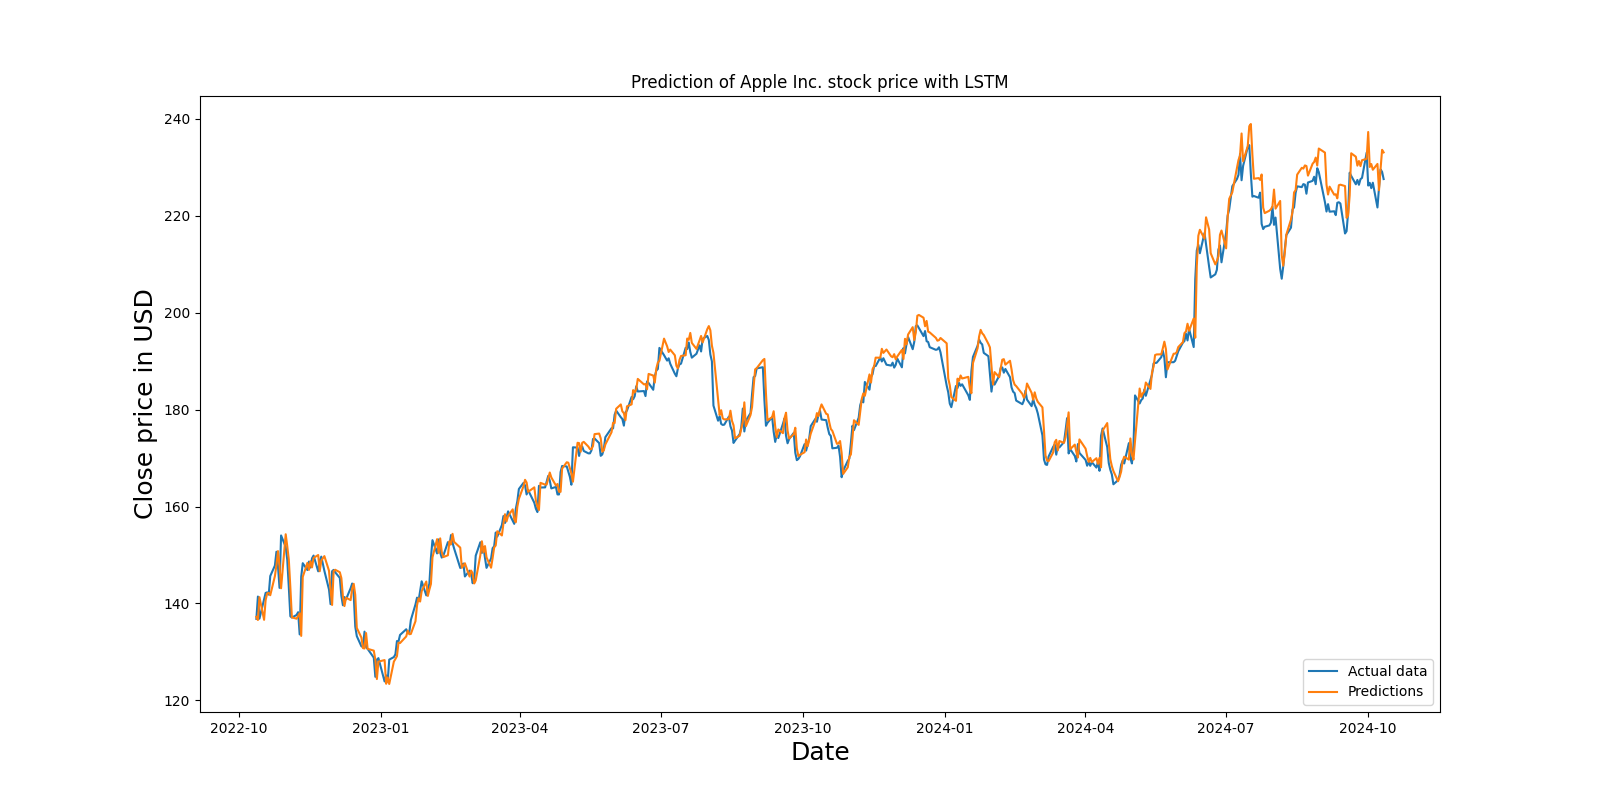 Prediction of Apple Inc. stock price with LSTM
Close price in USD
240
220
200
180
160
140
120
Actual data
Predictions
2022-10 2023-01 2023-04 2023-07 2023-10 2024-01 2024-04 2024-07 2024-10
Date